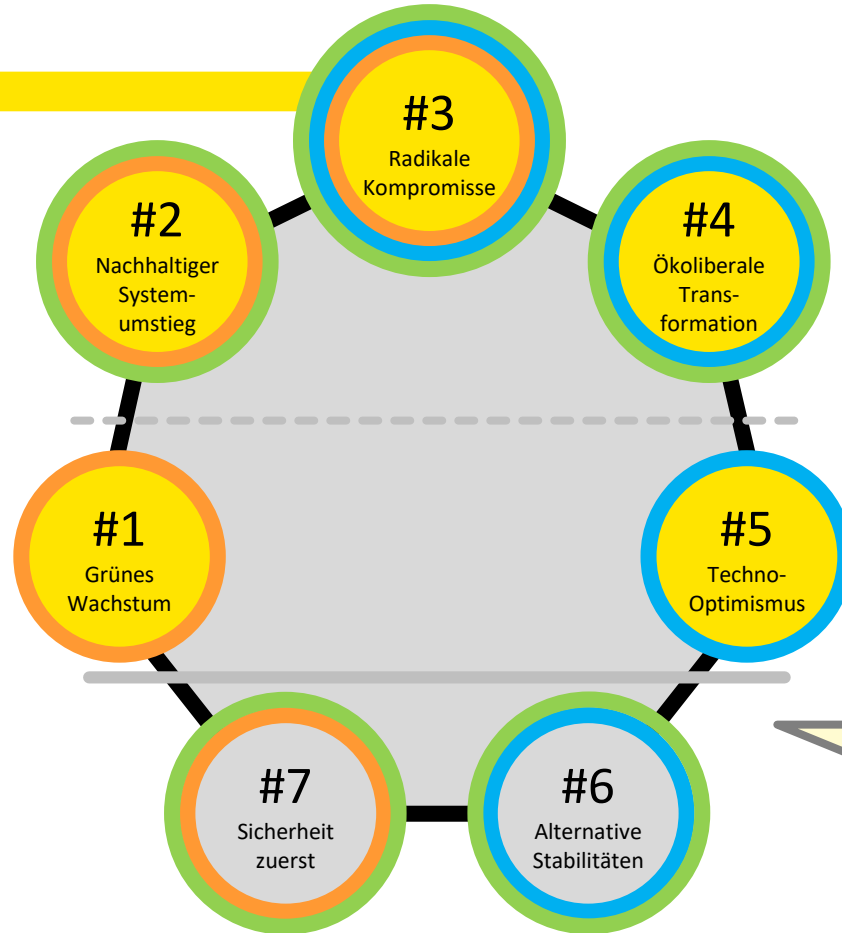 #3
Radikale
Kompromisse
#2
Nachhaltiger
System-
umstieg
#4
Ökoliberale
Trans-
formation
#1
Grünes
Wachstum
#5
Techno-
Optimismus
#7
Sicherheit
zuerst
#6
Alternative
Stabilitäten